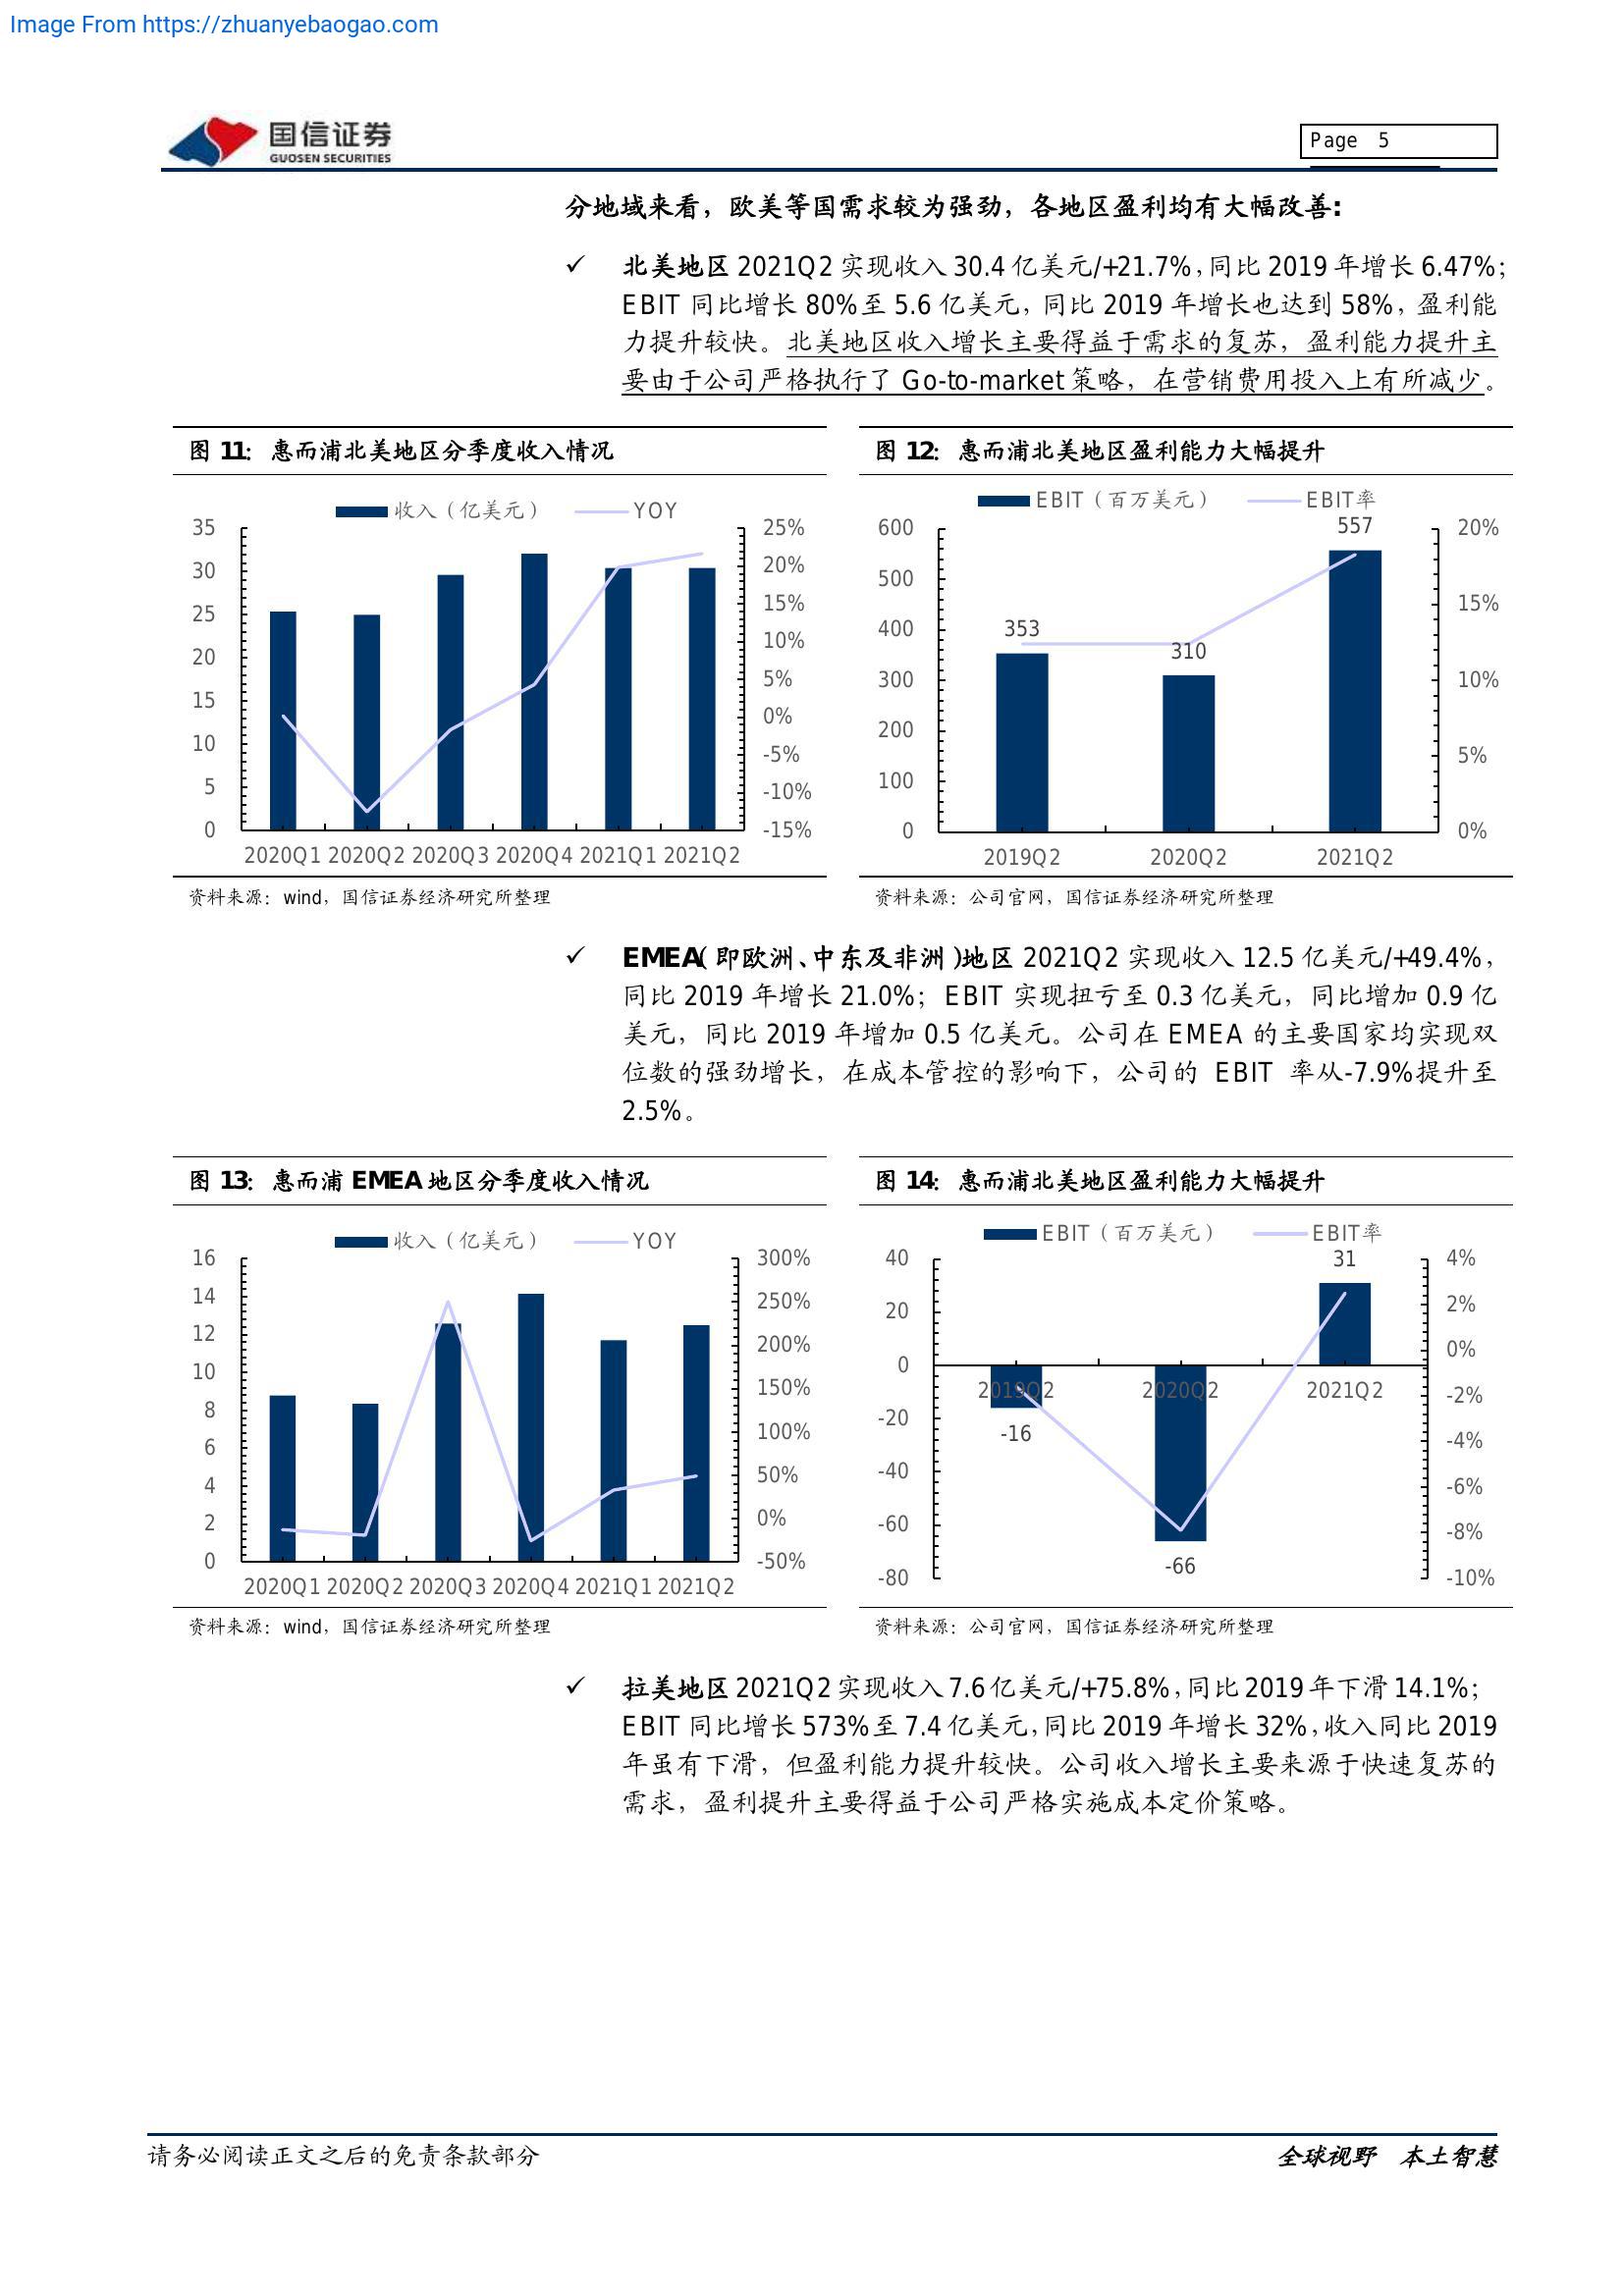 Image From https://zhuanyebaogao.com
国信证券
GUOSEN SECURITIES
Page 5
分地域来看，欧美等国需求较为强劲，各地区盈利均有大幅改善：
✓ 北美地区 2021Q2 实现收入 30.4 亿美元/+21.7%，同比 2019 年增长 6.47%；
EBIT 同比增长 80%至 5.6 亿美元，同比 2019 年增长也达到 58%，盈利能
力提升较快。北美地区收入增长主要得益于需求的复苏，盈利能力提升主
要由于公司严格执行了 Go-to-market 策略，在营销费用投入上有所减少。
图 11：惠而浦北美地区分季度收入情况
收入（亿美元） YOY
35
30
25
20
15
10
5
0
25%
20%
15%
10%
5%
0%
-5%
-10%
-15%
2020Q1 2020Q2 2020Q3 2020Q4 2021Q1 2021Q2
资料来源：wind，国信证券经济研究所整理
图 12：惠而浦北美地区盈利能力大幅提升
EBIT（百万美元） EBIT率
600
500
400
300
200
100
0
353
310
557
20%
15%
10%
5%
0%
2019Q2 2020Q2 2021Q2
资料来源：公司官网，国信证券经济研究所整理
✓ EMEA（即欧洲、中东及非洲）地区 2021Q2 实现收入 12.5 亿美元/+49.4%，
同比 2019 年增长 21.0%；EBIT 实现扭亏至 0.3 亿美元，同比增加 0.9 亿
美元，同比 2019 年增加 0.5 亿美元。公司在 EMEA 的主要国家均实现双
位数的强劲增长，在成本管控的影响下，公司的 EBIT 率从-7.9%提升至
2.5%。
图 13：惠而浦 EMEA 地区分季度收入情况
收入（亿美元） YOY
16
14
12
10
8
6
4
2
0
300%
250%
200%
150%
100%
50%
0%
-50%
2020Q1 2020Q2 2020Q3 2020Q4 2021Q1 2021Q2
资料来源：wind，国信证券经济研究所整理
图 14：惠而浦北美地区盈利能力大幅提升
EBIT（百万美元） EBIT率
40
20
0
-20
-40
-60
-80
31
-16
-66
4%
2%
0%
-2%
-4%
-6%
-8%
-10%
2019Q2 2020Q2 2021Q2
资料来源：公司官网，国信证券经济研究所整理
✓ 拉美地区 2021Q2 实现收入 7.6 亿美元/+75.8%，同比 2019 年下滑 14.1%；
EBIT 同比增长 573%至 7.4 亿美元，同比 2019 年增长 32%，收入同比 2019
年虽有下滑，但盈利能力提升较快。公司收入增长主要来源于快速复苏的
需求，盈利提升主要得益于公司严格实施成本定价策略。
请务必阅读正文之后的免责条款部分
全球视野 本土智慧